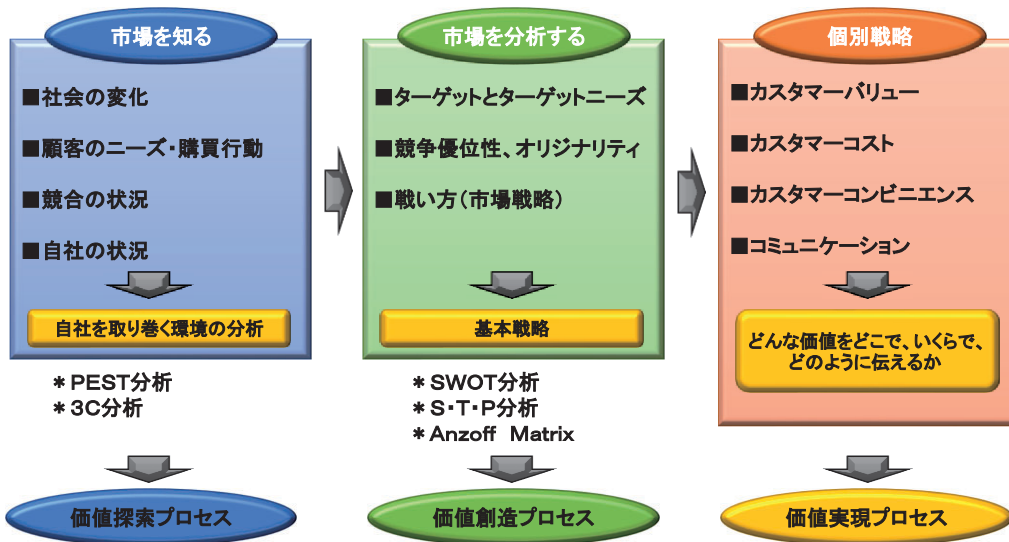 市場を知る
■社会の変化
■顧客のニーズ・購買行動
■競合の状況
■自社の状況
自社を取り巻く環境の分析
＊PEST分析
＊3C分析
価値探索プロセス
市場を分析する
■ターゲットとターゲットニーズ
■競争優位性、オリジナリティ
■戦い方（市場戦略）
基本戦略
＊SWOT分析
＊S・T・P分析
＊Anzoff Matrix
価値創造プロセス
個別戦略
■カスタマーバリュー
■カスタマーコスト
■カスタマーコンビニエンス
■コミュニケーション
どんな価値をどこで、いくらで、
どのように伝えるか
価値実現プロセス